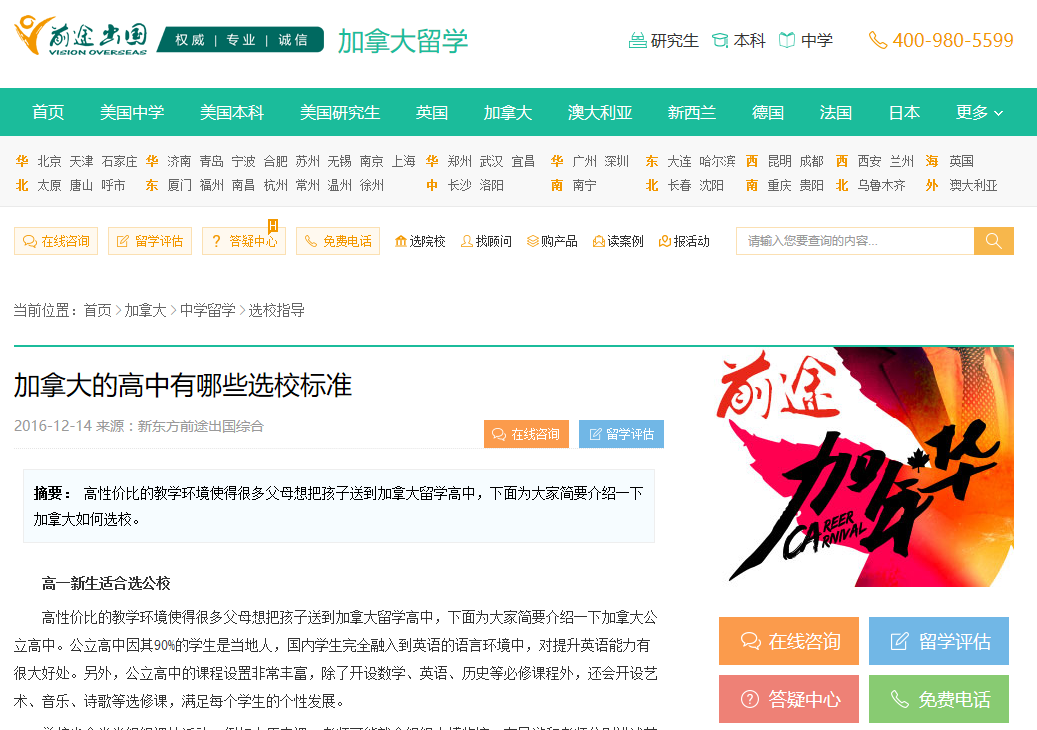 前途出国
VISION OVERSEAS
权威 | 专业 | 诚信
加拿大留学
研究生 本科 中学 400-980-5599
首页 美国中学 美国本科 美国研究生 英国 加拿大 澳大利亚 新西兰 德国 法国 日本 更多
华 北京 天津 石家庄 华 济南 青岛 宁波 合肥 苏州 无锡 南京 上海 华 郑州 武汉 宜昌 华 广州 深圳 东 大连 哈尔滨 西 昆明 成都 西 西安 兰州 海 英国
北 太原 唐山 呼市 东 厦门 福州 南昌 杭州 常州 温州 徐州 中 长沙 洛阳 南 南宁 北 长春 沈阳 南 重庆 贵阳 北 乌鲁木齐 外 澳大利亚
H
在线咨询 留学评估 ? 答疑中心 免费电话 选院校 找顾问 购产品 读案例 报活动 请输入您要查询的内容...
当前位置：首页 > 加拿大 > 中学留学 > 选校指导
加拿大的高中有哪些选校标准
2016-12-14 来源：新东方前途出国综合
在线咨询 留学评估
摘要： 高性价比的教学环境使得很多父母想把孩子送到加拿大留学高中，下面为大家简要介绍一下
加拿大如何选校。
高一新生适合选公校
高性价比的教学环境使得很多父母想把孩子送到加拿大留学高中，下面为大家简要介绍一下加拿大公
立高中。公立高中因其90%的学生是当地人，国内学生完全融入到英语的语言环境中，对提升英语能力有
很大好处。另外，公立高中的课程设置非常丰富，除了开设数学、英语、历史等必修课程外，还会开设艺
术、音乐、诗歌等选修课，满足每个学生的个性发展。
前途
加年华
CAREER
CARNIVAL
在线咨询 留学评估
? 答疑中心 免费电话